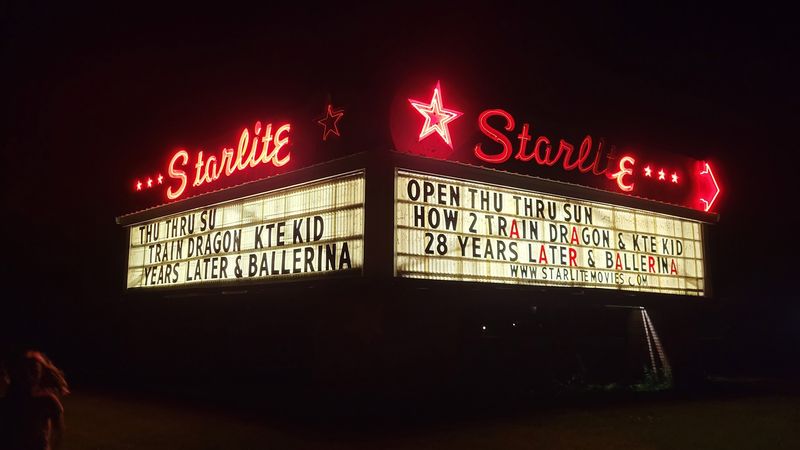 Starlite
THU THRU SU
TRAIN DRAGON KTE KID
YEARS LATER & BALLERINA
Starlite
OPEN THU THRU SUN
HOW 2 TRAIN DRAGON & KTE KID
28 YEARS LATER & BALLERINA
WWW.STARLITEMOVIES.COM